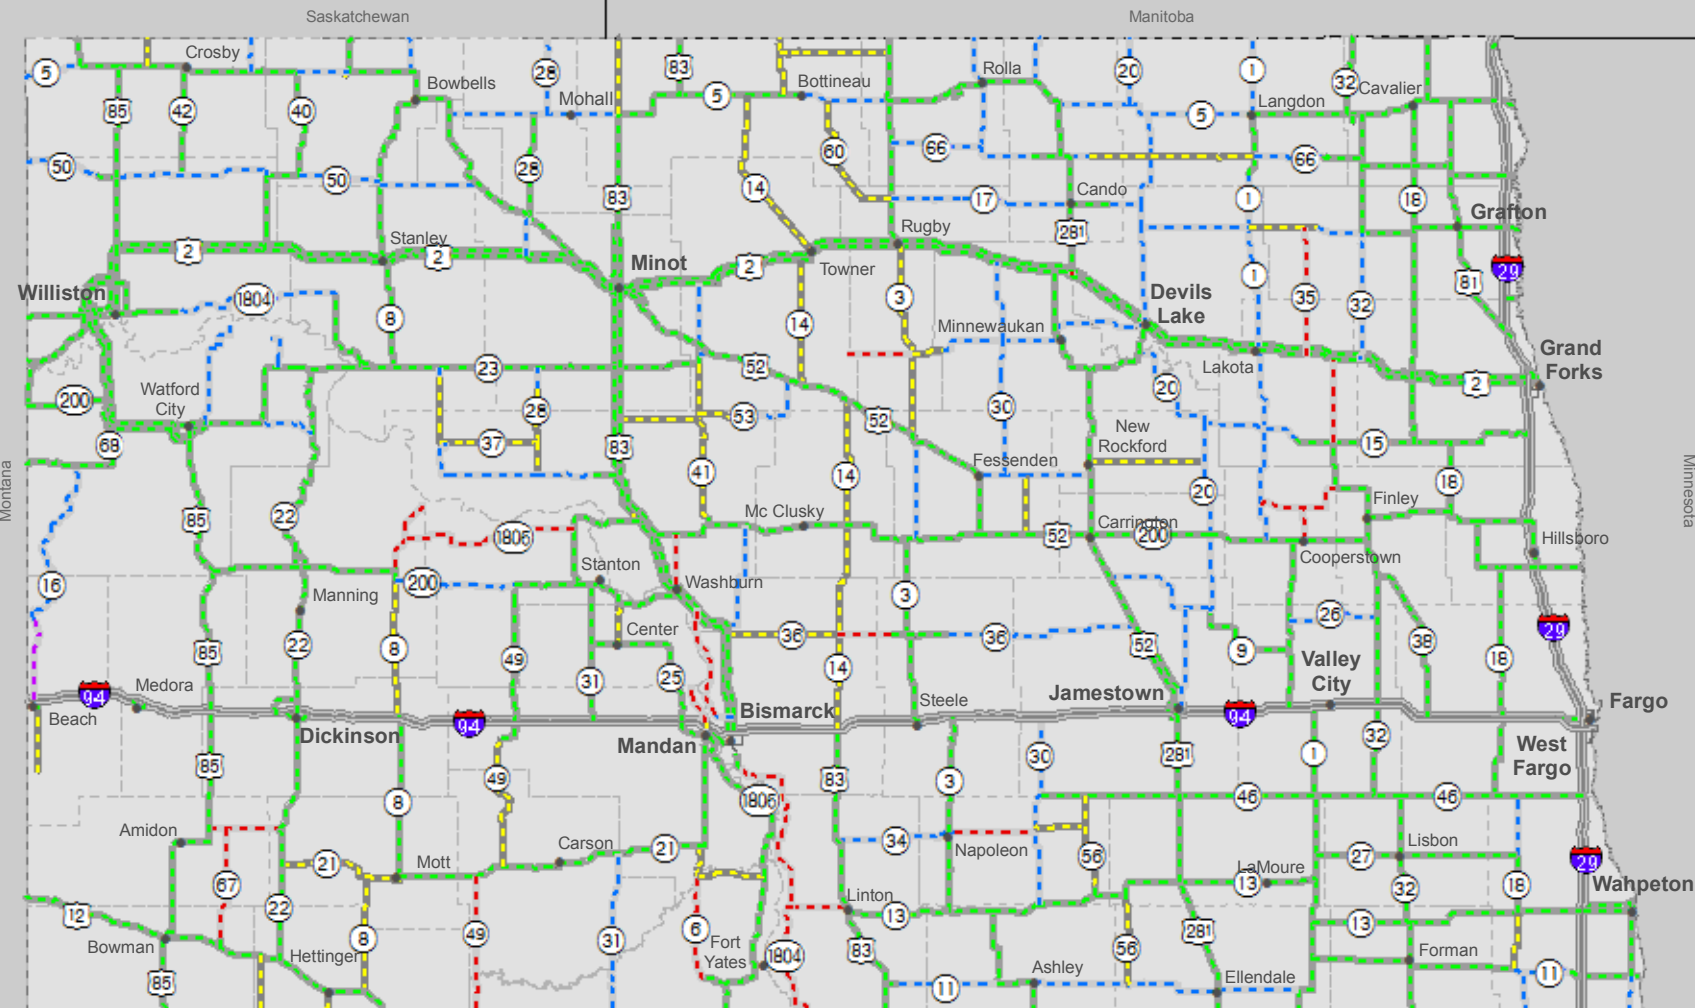 Saskatchewan
Manitoba
Crosby
5
85
42
40
Bowbells
28
Mohall
83
5
Bottineau
Rolla
20
1
32
Cavalier
Langdon
5
50
50
28
83
14
60
66
17
Cando
66
1
18
Grafton
281
Rugby
2
Stanley
2
Minot
2
Towner
29
81
Williston
1804
8
14
3
Minnewaukan
Devils
Lake
1
35
32
Lakota
Grand
Forks
2
200
Watford
City
68
23
52
28
37
53
52
30
20
New
Rockford
15
83
41
14
Fessenden
20
18
Finley
Montana
Minnesota
85
22
1806
Mc Clusky
52
Carrington
200
Cooperstown
Hillsboro
16
Manning
200
Stanton
Washburn
3
26
29
85
22
8
49
31
Center
25
36
14
36
52
9
38
18
Valley
City
94
Medora
Beach
Dickinson
94
Bismarck
Mandan
Steele
Jamestown
94
Fargo
West
Fargo
85
8
49
1806
83
3
30
281
1
32
46
46
Amidon
21
Mott
Carson
21
34
Napoleon
56
27
Lisbon
29
67
LaMoure
13
32
18
Wahpeton
12
22
8
49
31
6
Linton
13
13
Bowman
Hettinger
Fort
Yates
1804
83
56
281
Forman
85
11
Ashley
Ellendale
11